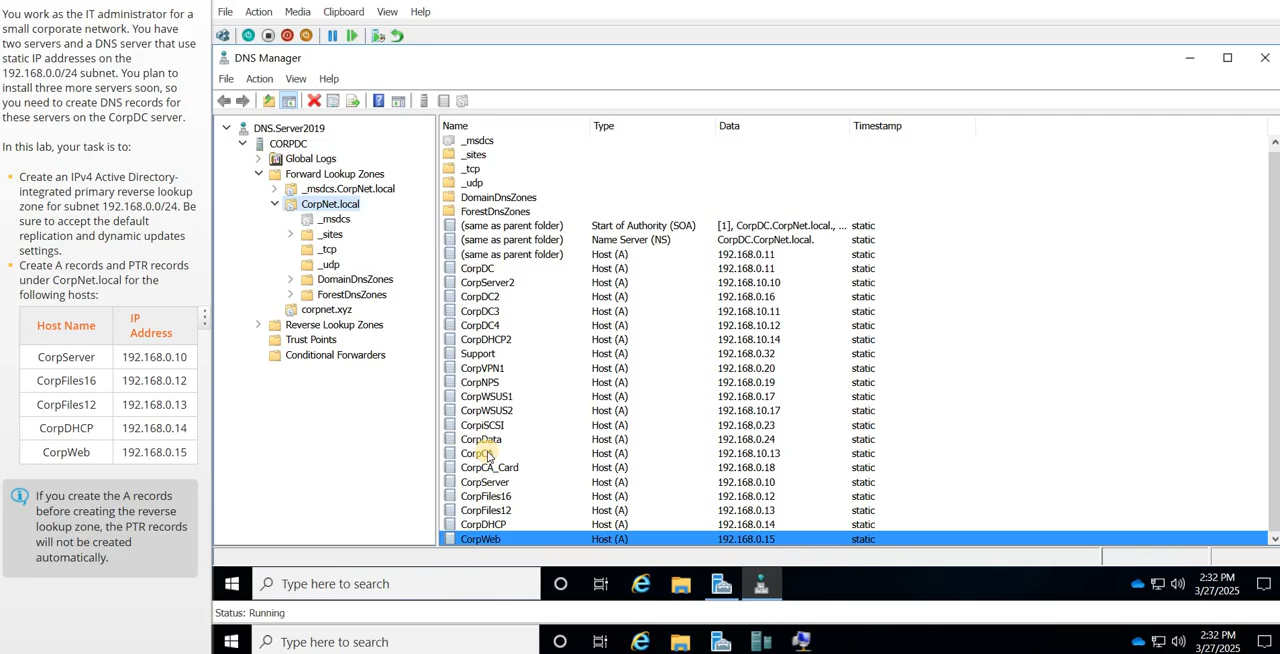 You work as the IT administrator for a
small corporate network. You have
two servers and a DNS server that use
static IP addresses on the
192.168.0.0/24 subnet. You plan to
install three more servers soon, so
you need to create DNS records for
these servers on the CorpDC server.
In this lab, your task is to:
Create an IPv4 Active Directory-
integrated primary reverse lookup
zone for subnet 192.168.0.0/24. Be
sure to accept the default
replication and dynamic updates
settings.
Create A records and PTR records
under CorpNet.local for the
following hosts:
Host Name IP Address
CorpServer 192.168.0.10
CorpFiles16 192.168.0.12
CorpFiles12 192.168.0.13
CorpDHCP 192.168.0.14
CorpWeb 192.168.0.15
If you create the A records
before creating the reverse
lookup zone, the PTR records
will not be created
automatically.
File Action Media Clipboard View Help
DNS Manager
File Action View Help
DNS.Server2019
CORPDC
Global Logs
Forward Lookup Zones
_msdcs.CorpNet.local
CorpNet.local
_msdcs
_sites
_tcp
_udp
DomainDnsZones
ForestDnsZones
corpnet.xyz
Reverse Lookup Zones
Trust Points
Conditional Forwarders
Name Type Data Timestamp
_msdcs
_sites
_tcp
_udp
DomainDnsZones
ForestDnsZones
(same as parent folder) Start of Authority (SOA) [1], CorpDC.CorpNet.local., ... static
(same as parent folder) Name Server (NS) CorpDC.CorpNet.local. static
(same as parent folder) Host (A) 192.168.0.11 static
CorpDC Host (A) 192.168.0.11 static
CorpServer2 Host (A) 192.168.10.10 static
CorpDC2 Host (A) 192.168.0.16 static
CorpDC3 Host (A) 192.168.10.11 static
CorpDC4 Host (A) 192.168.10.12 static
CorpDHCP2 Host (A) 192.168.10.14 static
Support Host (A) 192.168.0.32 static
CorpVPN1 Host (A) 192.168.0.20 static
CorpNPS Host (A) 192.168.0.19 static
CorpWSUS1 Host (A) 192.168.0.17 static
CorpWSUS2 Host (A) 192.168.10.17 static
CorpiSCSI Host (A) 192.168.0.23 static
CorpData Host (A) 192.168.0.24 static
CorpCA Host (A) 192.168.10.13 static
CorpCA_Card Host (A) 192.168.0.18 static
CorpServer Host (A) 192.168.0.10 static
CorpFiles16 Host (A) 192.168.0.12 static
CorpFiles12 Host (A) 192.168.0.13 static
CorpDHCP Host (A) 192.168.0.14 static
CorpWeb Host (A) 192.168.0.15 static
Type here to search
2:32 PM
3/27/2025
Status: Running
Type here to search
2:32 PM
3/27/2025